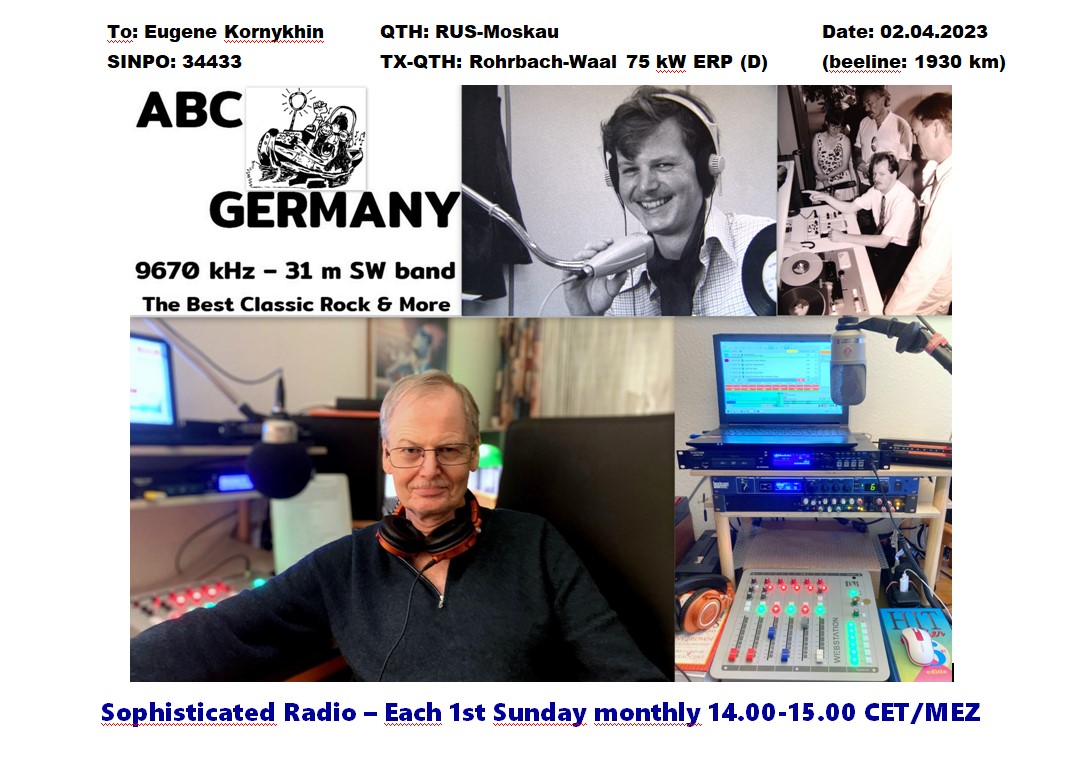 To: Eugene Kornykhin QTH: RUS-Moskau Date: 02.04.2023
SINPO: 34433 TX-QTH: Rohrbach-Waal 75 kW ERP (D) (beeline: 1930 km)
ABC
GERMANY
9670 kHz – 31 m SW band
The Best Classic Rock & More
WEBSTATION
HIT
Sophisticated Radio – Each 1st Sunday monthly 14.00-15.00 CET/MEZ